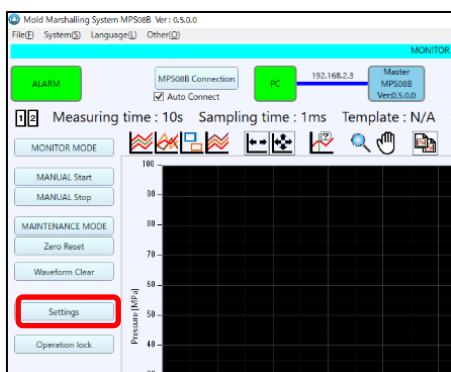 Mold Marshalling System MPS08B Ver : 0.5.0.0
File(F) System(S) Language(L) Other(O)
MONITOR
ALARM
MPS08B Connection
Auto Connect
PC
192.168.2.3
Master
MPS08B
Ver:0.5.0.0
1 2 Measuring time : 10s Sampling time : 1ms Template : N/A
MONITOR MODE
MANUAL Start
MANUAL Stop
MAINTENANCE MODE
Zero Reset
Waveform Clear
Settings
Operation lock
Pressure [MPa]
100
90
80
70
60
50
40